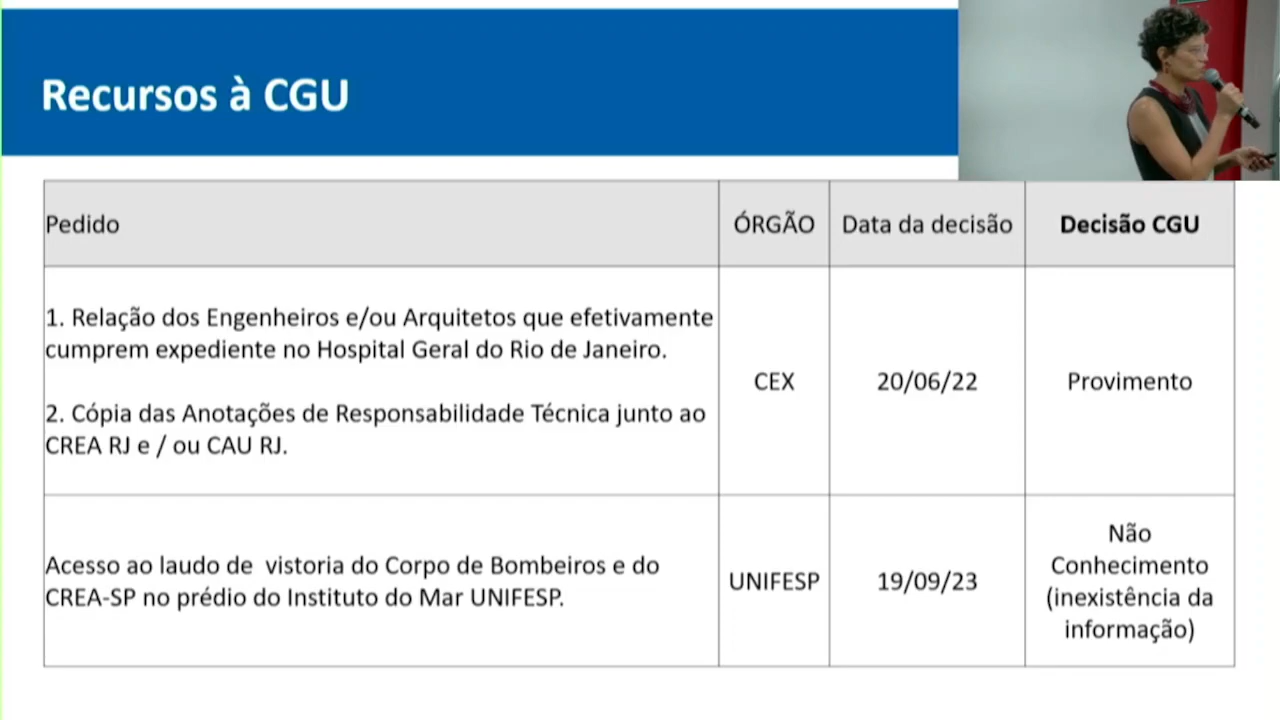 Recursos à CGU
Pedido
ÓRGÃO
Data da decisão
Decisão CGU
1. Relação dos Engenheiros e/ou Arquitetos que efetivamente
cumprem expediente no Hospital Geral do Rio de Janeiro.
2. Cópia das Anotações de Responsabilidade Técnica junto ao
CREA RJ e / ou CAU RJ.
CEX
20/06/22
Provimento
Acesso ao laudo de  vistoria do Corpo de Bombeiros e do
CREA-SP no prédio do Instituto do Mar UNIFESP.
UNIFESP
19/09/23
Não
Conhecimento
(inexistência da
informação)